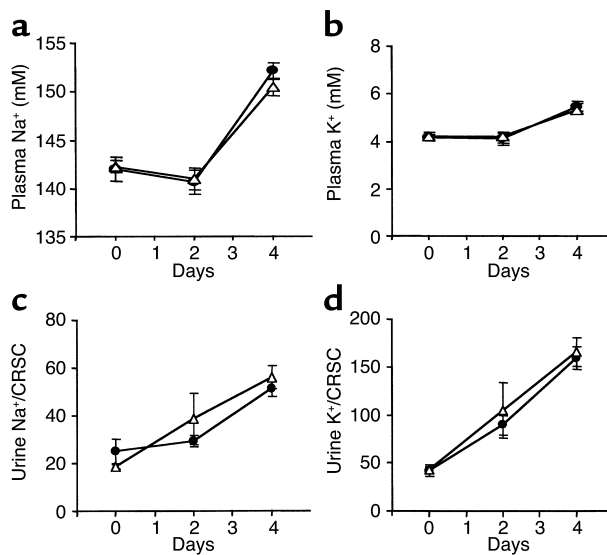 a
Plasma Na⁺ (mM)
155
150
145
140
135
0 1 2 3 4
Days
b
Plasma K⁺ (mM)
8
6
4
2
0
0 1 2 3 4
Days
c
Urine Na⁺/CRSC
80
60
40
20
0
0 1 2 3 4
Days
d
Urine K⁺/CRSC
200
150
100
50
0
0 1 2 3 4
Days